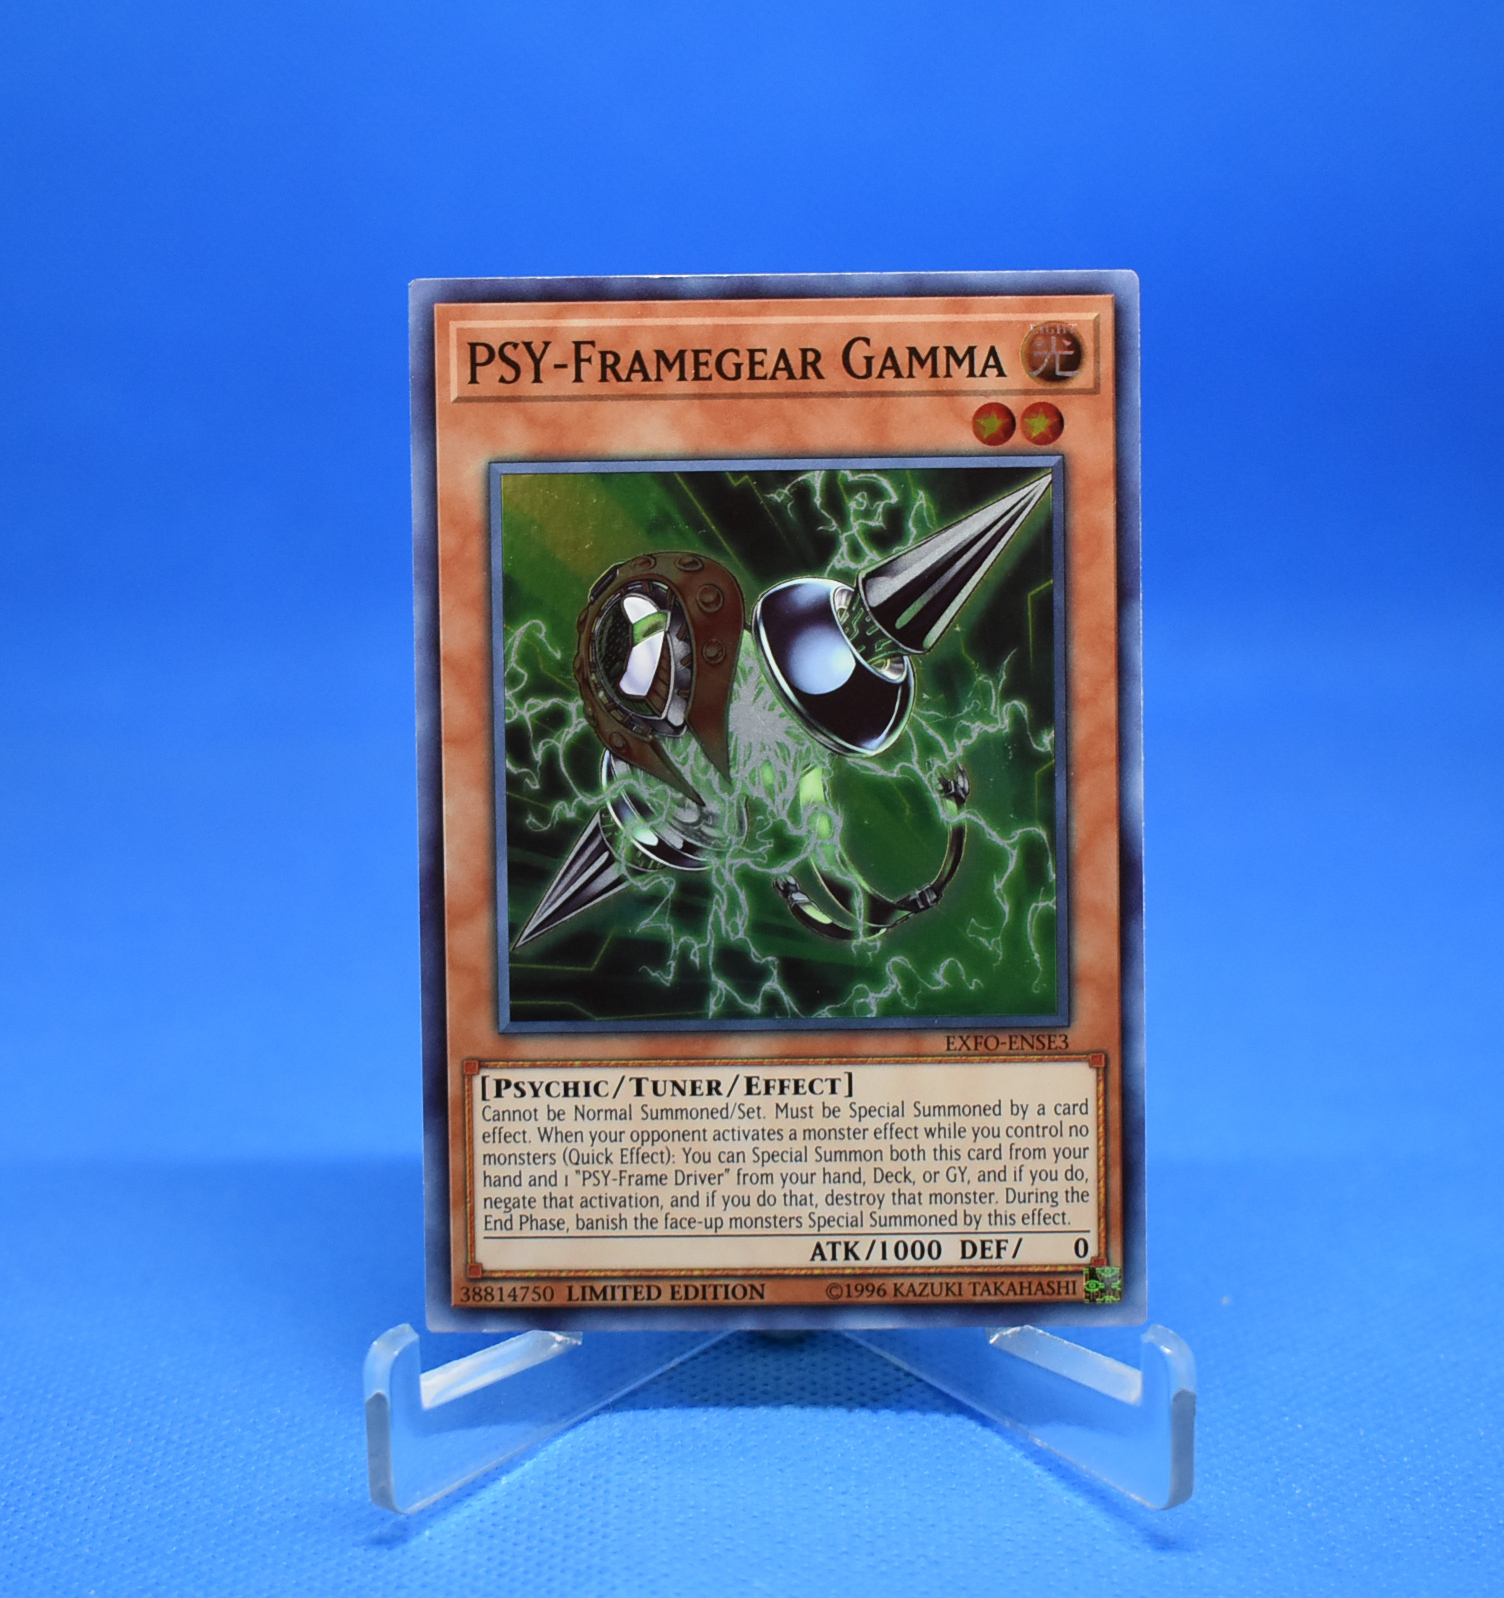 PSY-Framegear Gamma
LIGHT
光
EXFO-ENSE3
[Psychic/Tuner/Effect]
Cannot be Normal Summoned/Set. Must be Special Summoned by a card
effect. When your opponent activates a monster effect while you control no
monsters (Quick Effect): You can Special Summon both this card from your
hand and 1 "PSY-Frame Driver" from your hand, Deck, or GY, and if you do,
negate that activation, and if you do that, destroy that monster. During the
End Phase, banish the face-up monsters Special Summoned by this effect.
ATK/1000 DEF/ 0
38814750 LIMITED EDITION ©1996 KAZUKI TAKAHASHI